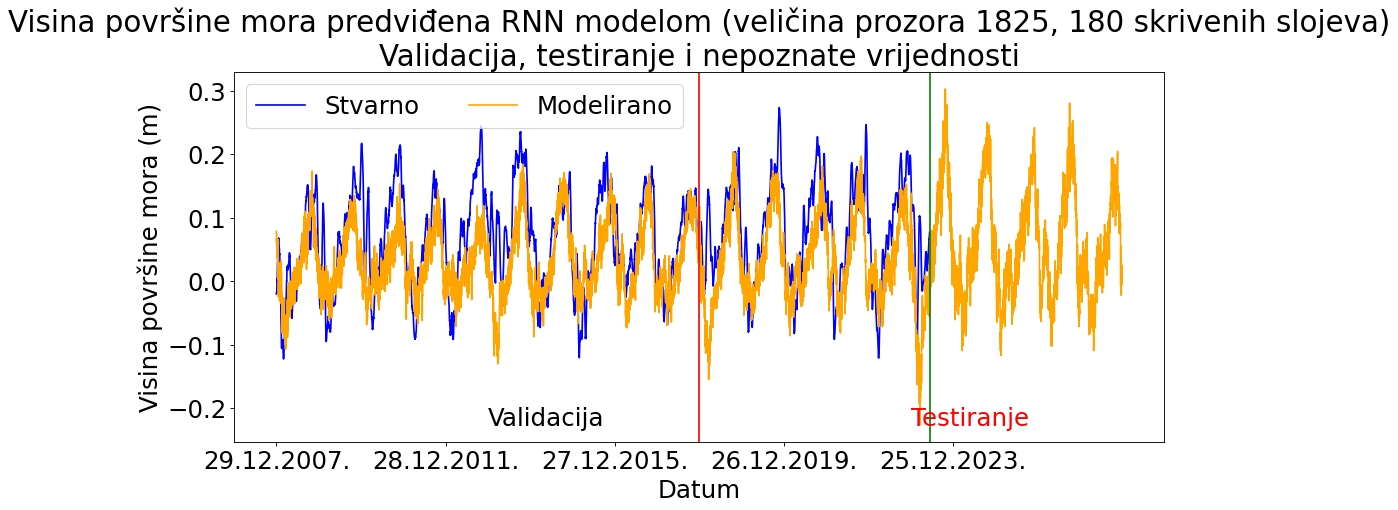 Visina površine mora predviđena RNN modelom (veličina prozora 1825, 180 skrivenih slojeva)
Validacija, testiranje i nepoznate vrijednosti
Stvarno
Modelirano
Visina površine mora (m)
0.3
0.2
0.1
0.0
−0.1
−0.2
Validacija
Testiranje
29.12.2007.
28.12.2011.
27.12.2015.
26.12.2019.
25.12.2023.
Datum